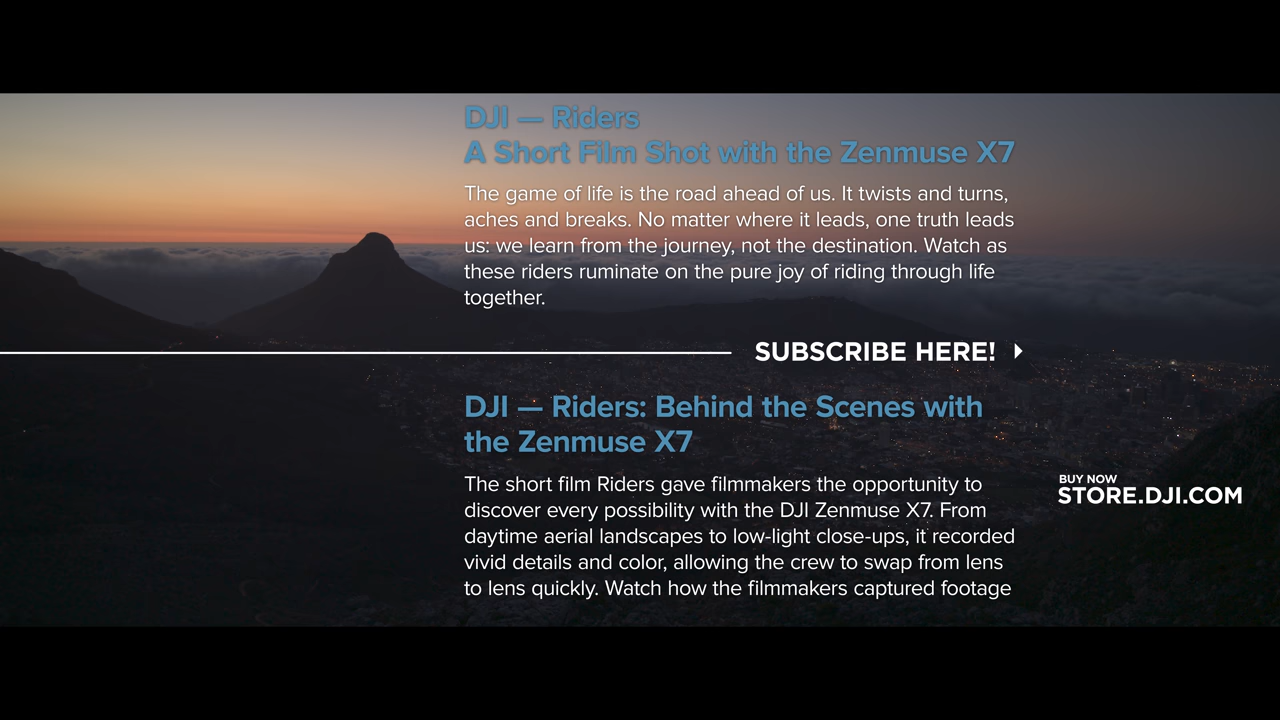 DJI — Riders
A Short Film Shot with the Zenmuse X7
The game of life is the road ahead of us. It twists and turns,
aches and breaks. No matter where it leads, one truth leads
us: we learn from the journey, not the destination. Watch as
these riders ruminate on the pure joy of riding through life
together.
SUBSCRIBE HERE!
DJI — Riders: Behind the Scenes with
the Zenmuse X7
The short film Riders gave filmmakers the opportunity to
discover every possibility with the DJI Zenmuse X7. From
daytime aerial landscapes to low-light close-ups, it recorded
vivid details and color, allowing the crew to swap from lens
to lens quickly. Watch how the filmmakers captured footage
BUY NOW
STORE.DJI.COM